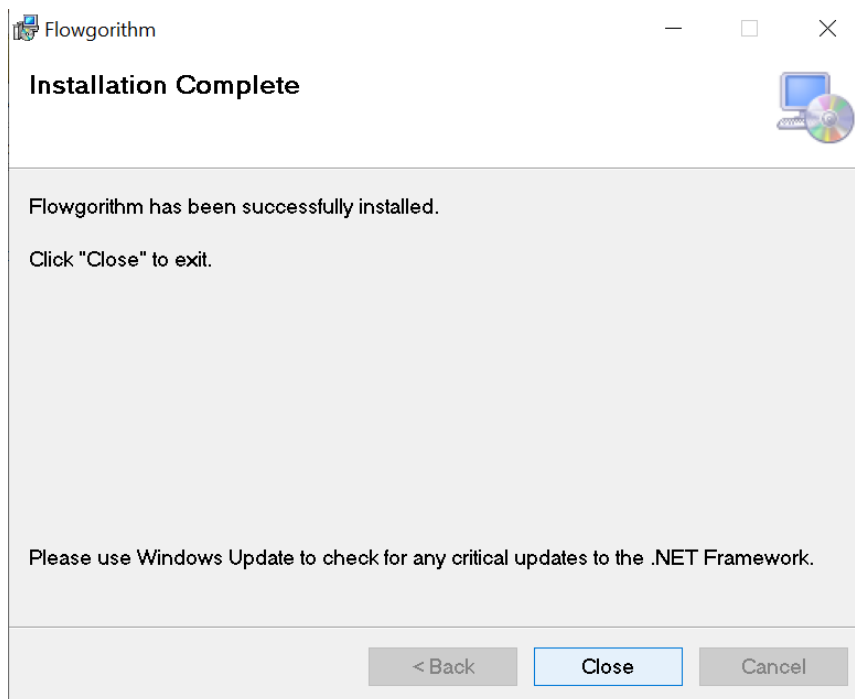 Flowgorithm
Installation Complete
Flowgorithm has been successfully installed.
Click "Close" to exit.
Please use Windows Update to check for any critical updates to the .NET Framework.
< Back
Close
Cancel